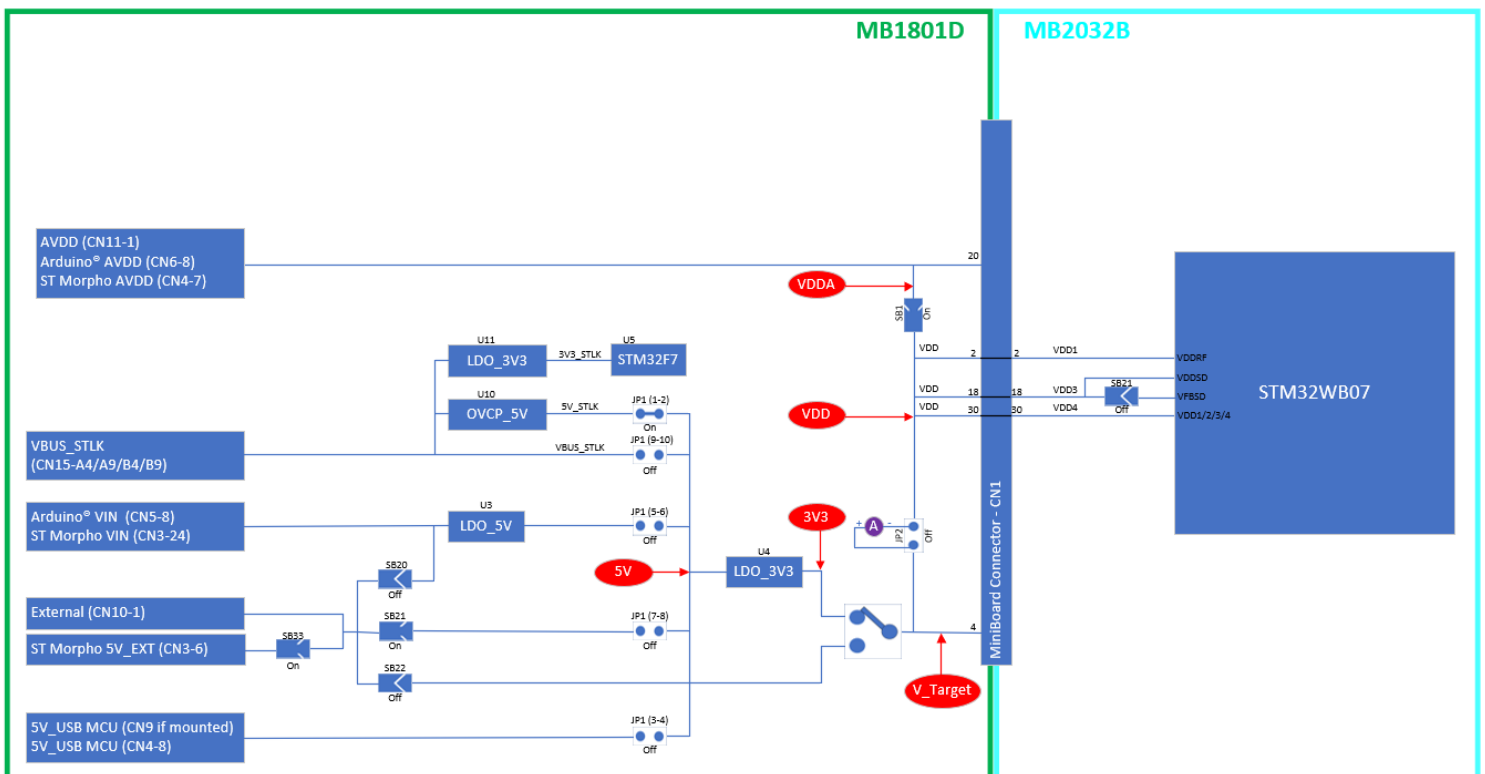 MB1801D
MB2032B
AVDD (CN11-1)
Arduino® AVDD (CN6-8)
ST Morpho AVDD (CN4-7)
20
VDDA
SB1
On
U11
LDO_3V3
3V3_STLK
U5
STM32F7
VDD
2
2
VDD1
VDDRF
STM32WB07
VDDSD
U10
OVCP_5V
5V_STLK
JP1 (1-2)
On
VDD
18
18
VDD3
SB21
Off
VFBSD
VDD
VDD
30
30
VDD4
VDD1/2/3/4
VBUS_STLK
(CN15-A4/A9/B4/B9)
VBUS_STLK
JP1 (9-10)
Off
Arduino® VIN (CN5-8)
ST Morpho VIN (CN3-24)
U3
LDO_5V
JP1 (5-6)
Off
3V3
+
A
-
JP2
Off
MiniBoard Connector - CN1
5V
U4
LDO_3V3
SB20
Off
External (CN10-1)
ST Morpho 5V_EXT (CN3-6)
SB33
On
SB21
On
JP1 (7-8)
Off
4
SB22
Off
V_Target
5V_USB MCU (CN9 if mounted)
5V_USB MCU (CN4-8)
JP1 (3-4)
Off